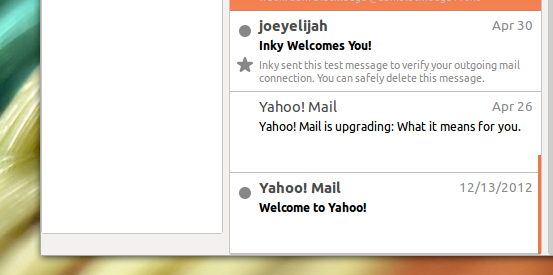 joeyelijah Apr 30
Inky Welcomes You!
Inky sent this test message to verify your outgoing mail
connection. You can safely delete this message.
Yahoo! Mail Apr 26
Yahoo! Mail is upgrading: What it means for you.
Yahoo! Mail 12/13/2012
Welcome to Yahoo!